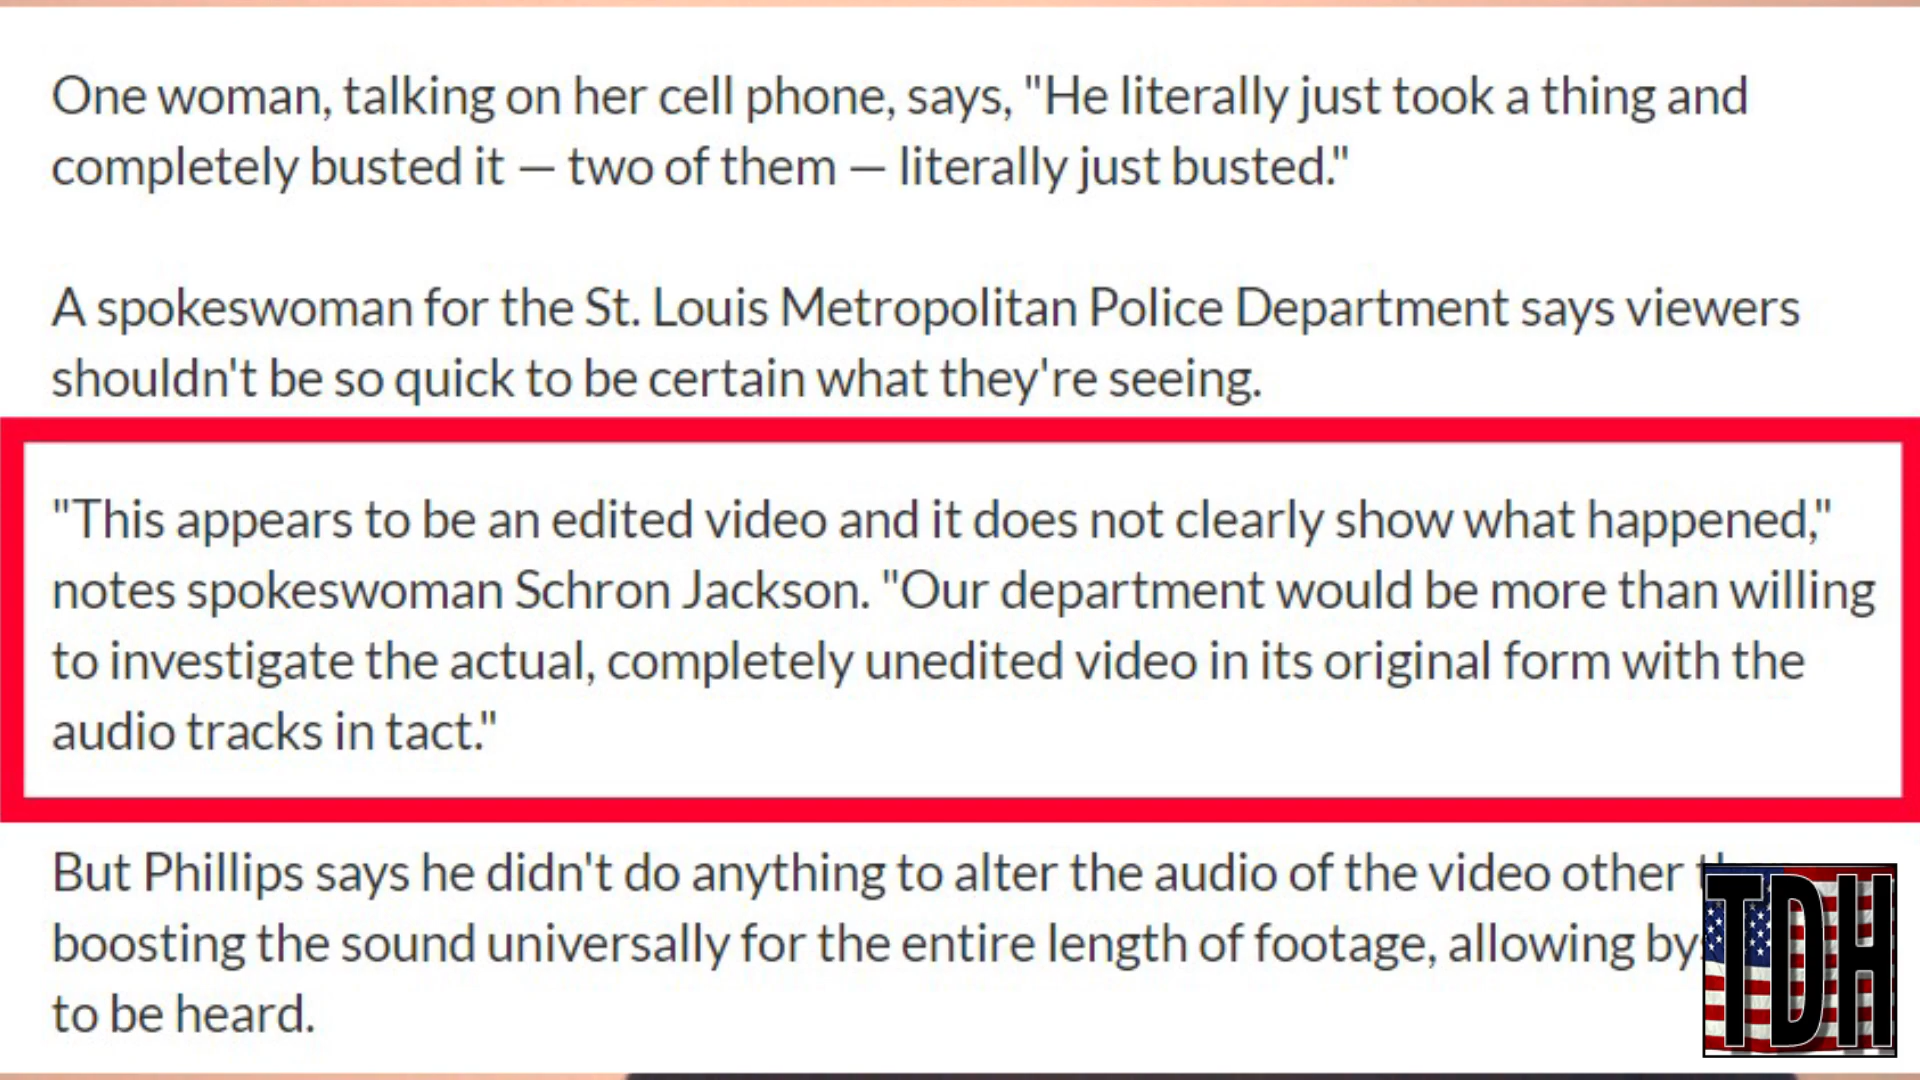 One woman, talking on her cell phone, says, "He literally just took a thing and
completely busted it — two of them — literally just busted."
A spokeswoman for the St. Louis Metropolitan Police Department says viewers
shouldn't be so quick to be certain what they're seeing.
"This appears to be an edited video and it does not clearly show what happened,"
notes spokeswoman Schron Jackson. "Our department would be more than willing
to investigate the actual, completely unedited video in its original form with the
audio tracks in tact."
But Phillips says he didn't do anything to alter the audio of the video other
boosting the sound universally for the entire length of footage, allowing
to be heard.
TDH